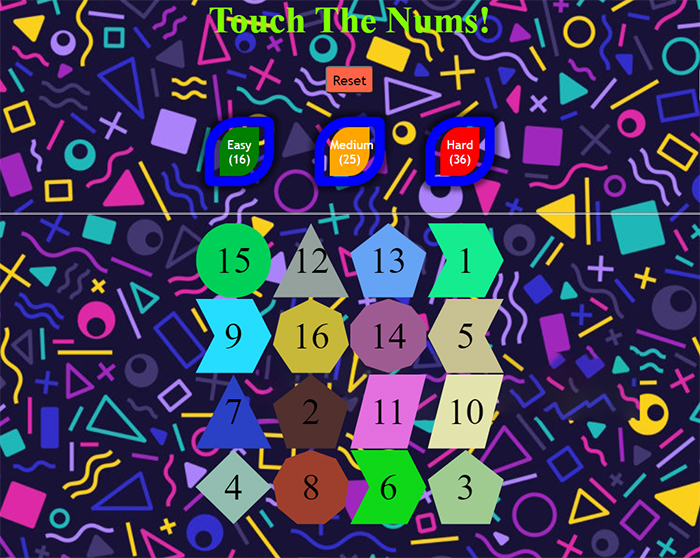 Touch The Nums!
Reset
Easy
(16)
Medium
(25)
Hard
(36)
15 12 13 1
9 16 14 5
7 2 11 10
4 8 6 3